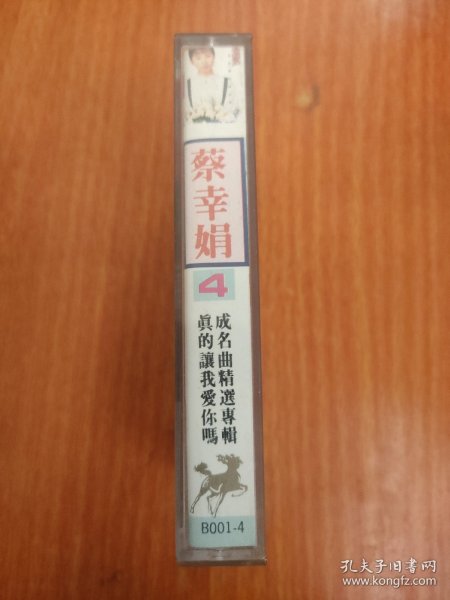 蔡幸娟
4
成名曲精選專輯
真的讓我愛你嗎
B001-4
孔夫子旧书网
www.kongfz.com